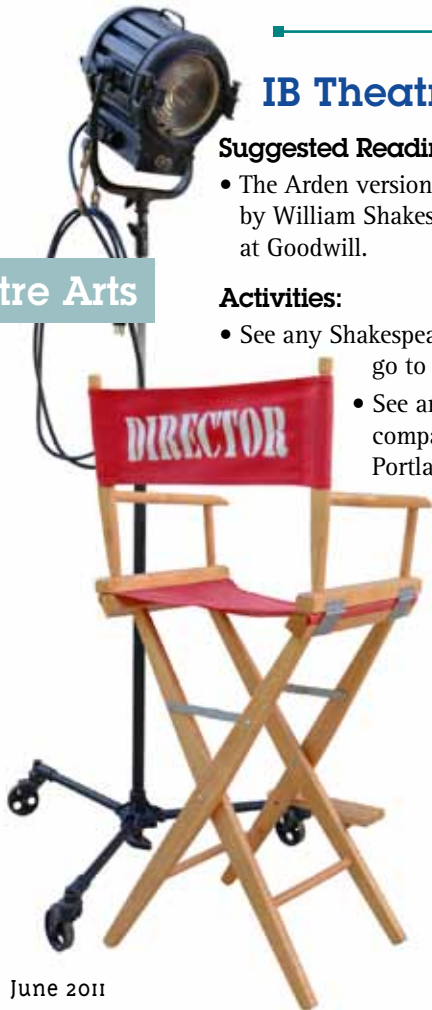 IB Theatr
Suggested Readin
• The Arden version
by William Shakes
at Goodwill.
tre Arts
Activities:
• See any Shakespea
go to
• See
compa
Portla
DIRECTOR
June 2011